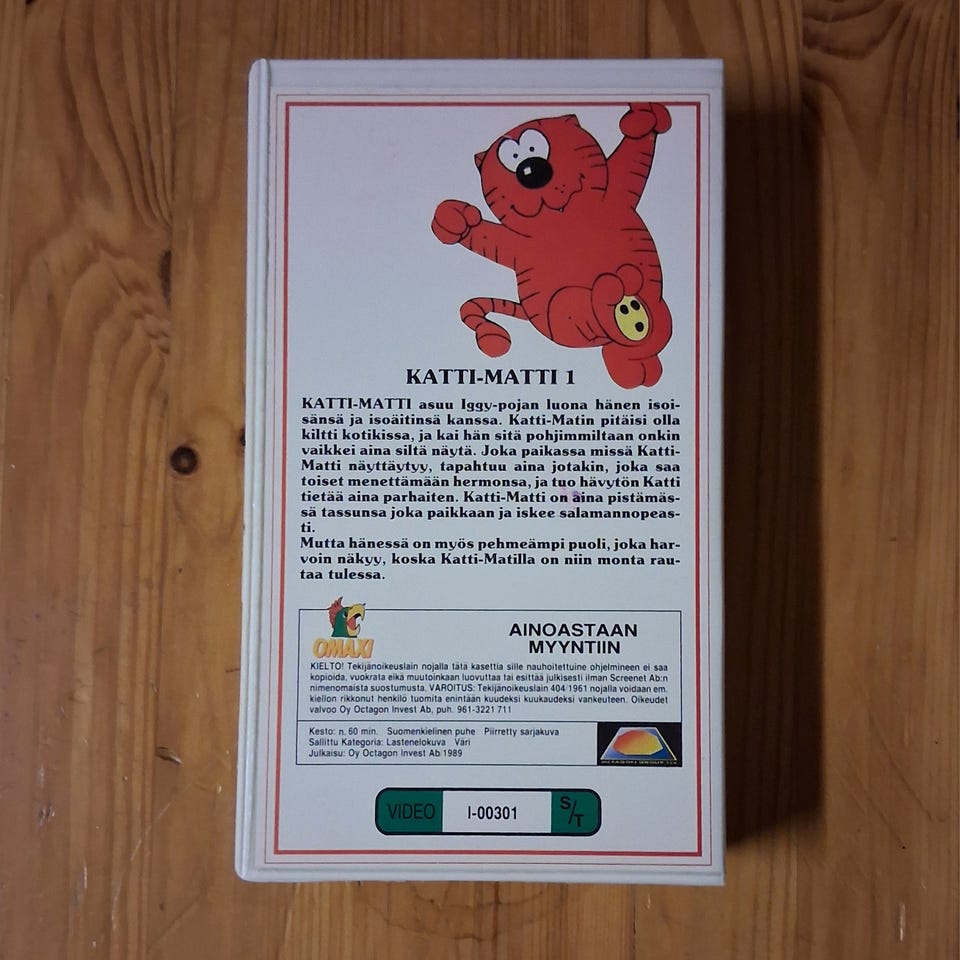 KATTI-MATTI 1
KATTI-MATTI asuu Iggy-pojan luona hänen isoi-
sänsä ja isoäitinsä kanssa. Katti-Matin pitäisi olla
kiltti kotikissa, ja kai hän sitä pohjimmiltaan onkin
vaikkei aina siltä näytä. Joka paikassa missä Katti-
Matti näyttäytyy, tapahtuu aina jotakin, joka saa
toiset menettämään hermonsa, ja tuo hävytön Katti
tietää aina parhaiten. Katti-Matti on aina pistämäs-
sä tassunsa joka paikkaan ja iskee salamannopeas-
ti.
Mutta hänessä on myös pehmeämpi puoli, joka har-
voin näkyy, koska Katti-Matilla on niin monta rau-
taa tulessa.
OMAXI
AINOASTAAN
MYYNTIIN
KIELTO! Tekijänoikeuslain nojalla tätä kasettia sille nauhoitettuine ohjelmineen ei saa
kopioida, vuokrata eikä muutoinkaan luovuttaa tai esittää julkisesti ilman Screenet Ab:n
nimenomaista suostumusta. VAROITUS: Tekijänoikeuslain 404/1961 nojalla voidaan em.
kiellon rikkonut henkilö tuomita enintään kuudeksi kuukaudeksi vankeuteen. Oikeudet
valvoo Oy Octagon Invest Ab, puh. 961-3221 711
Kesto: n. 60 min. Suomenkielinen puhe Piirretty sarjakuva
Sallittu Kategoria: Lastenelokuva Väri
Julkaisu: Oy Octagon Invest Ab 1989
VIDEO I-00301 S/T